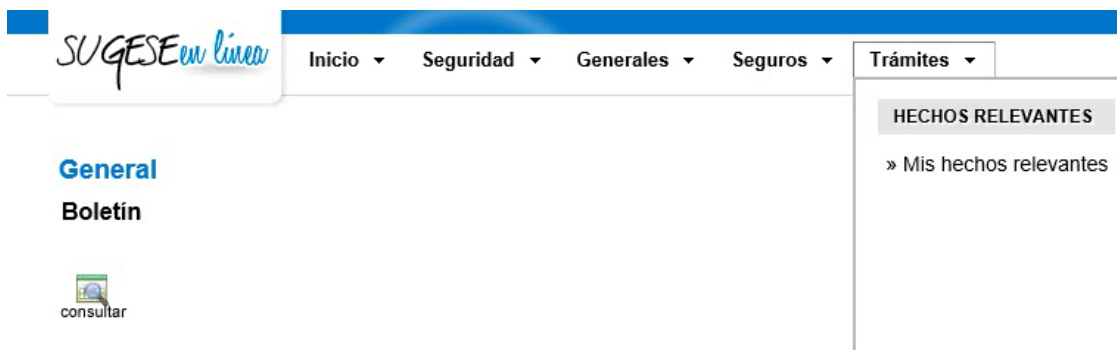 SUGESE en línea
Inicio Seguridad Generales Seguros Trámites
HECHOS RELEVANTES
» Mis hechos relevantes
General
Boletín
consultar